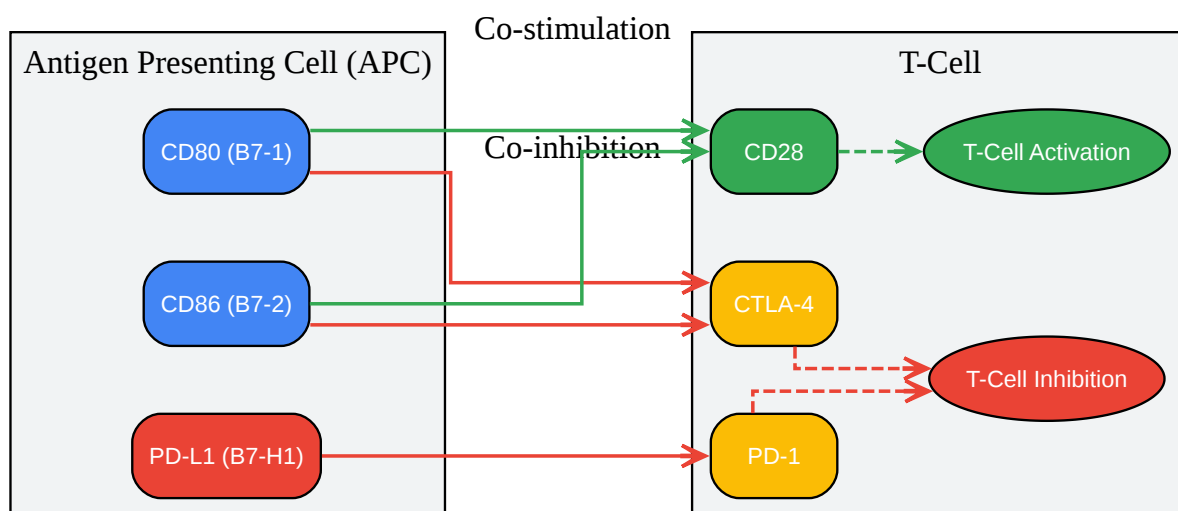 Co-stimulation
Antigen Presenting Cell (APC)
T-Cell
CD80 (B7-1)
Co-inhibition
CD28
T-Cell Activation
CD86 (B7-2)
CTLA-4
T-Cell Inhibition
PD-L1 (B7-H1)
PD-1